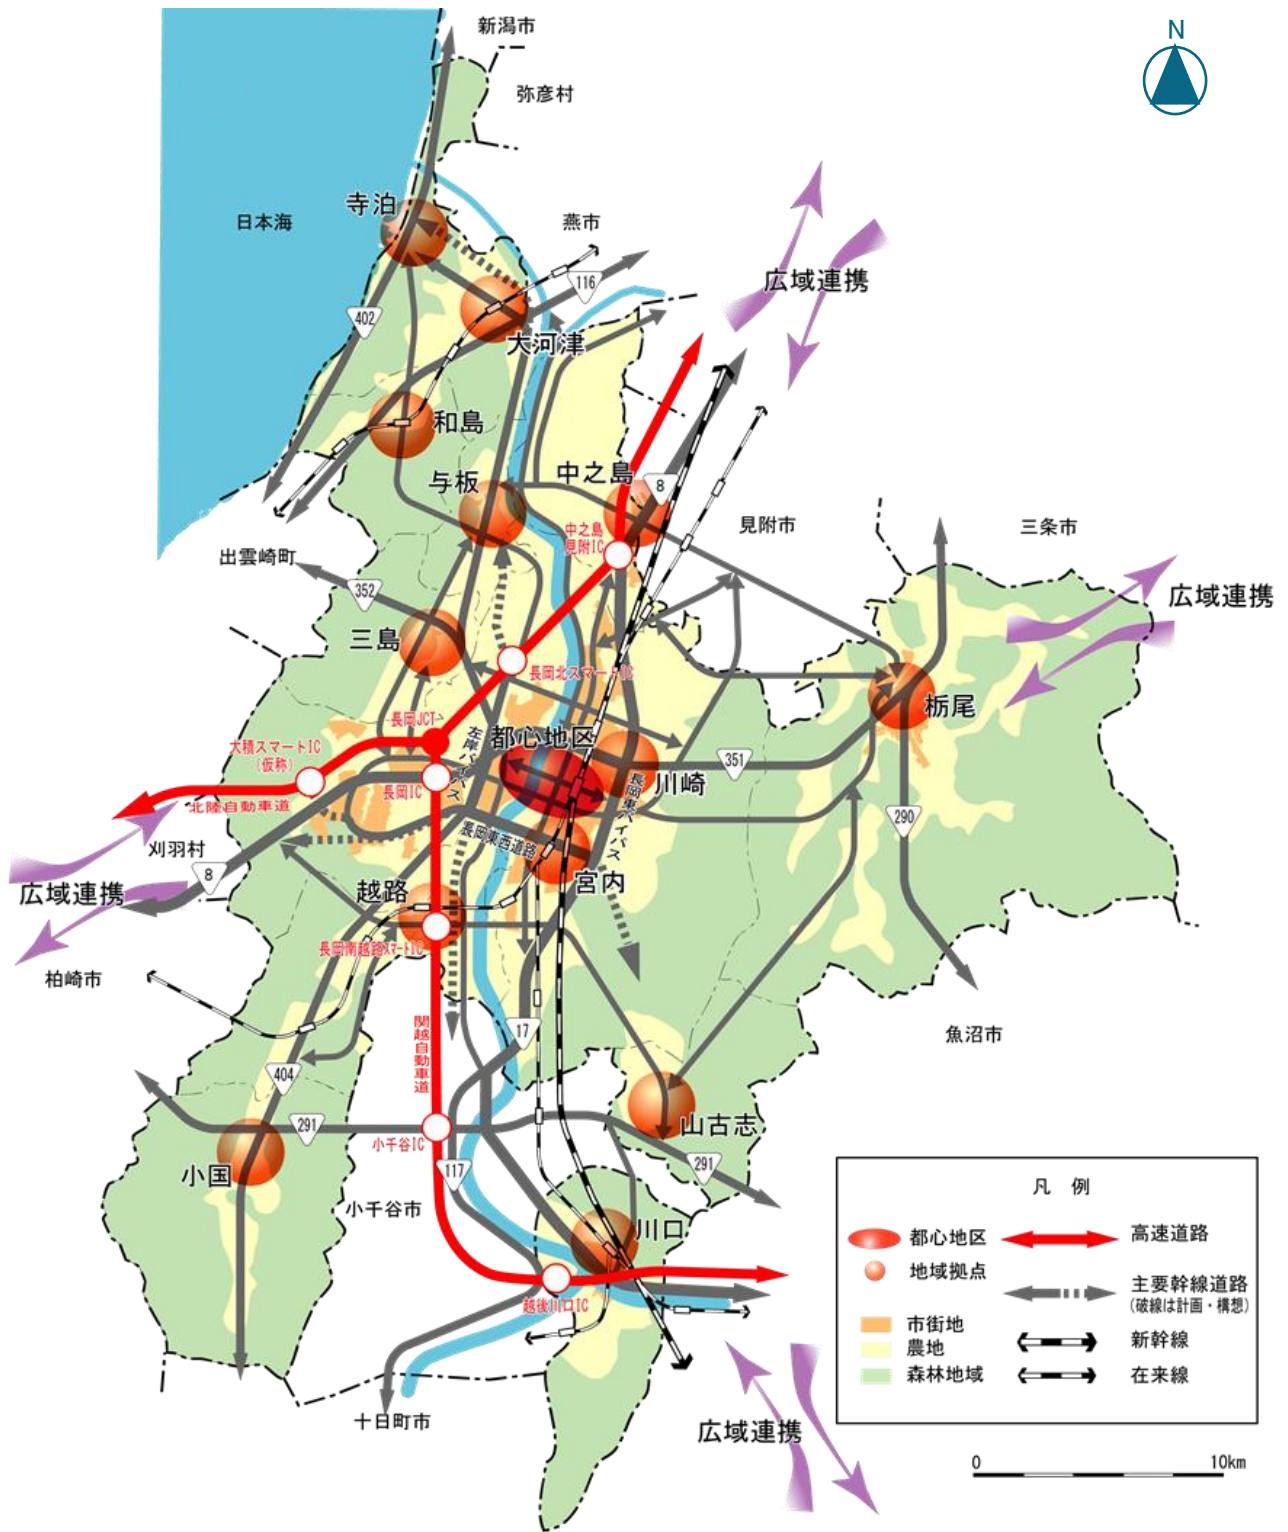 新潟市
N
弥彦村
寺泊
日本海
燕市
116
広域連携
402
大河津
和島
与板
中之島
8
中之島
見附IC
見附市
三条市
出雲崎町
352
広域連携
三島
長岡北スマートIC
栃尾
長岡JCT
左岸バイパス
都心地区
大積スマートIC
(仮称)
351
川崎
長岡IC
長岡東バイパス
北陸自動車道
290
長岡東西道路
刈羽村
8
宮内
広域連携
越路
長岡南越路スマートIC
柏崎市
関越自動車道
17
魚沼市
404
291
山古志
小千谷IC
291
117
小国
小千谷市
川口
越後川口IC
十日町市
広域連携
凡 例
都心地区
高速道路
地域拠点
主要幹線道路
(破線は計画・構想)
市街地
新幹線
農地
森林地域
在来線
0
10km